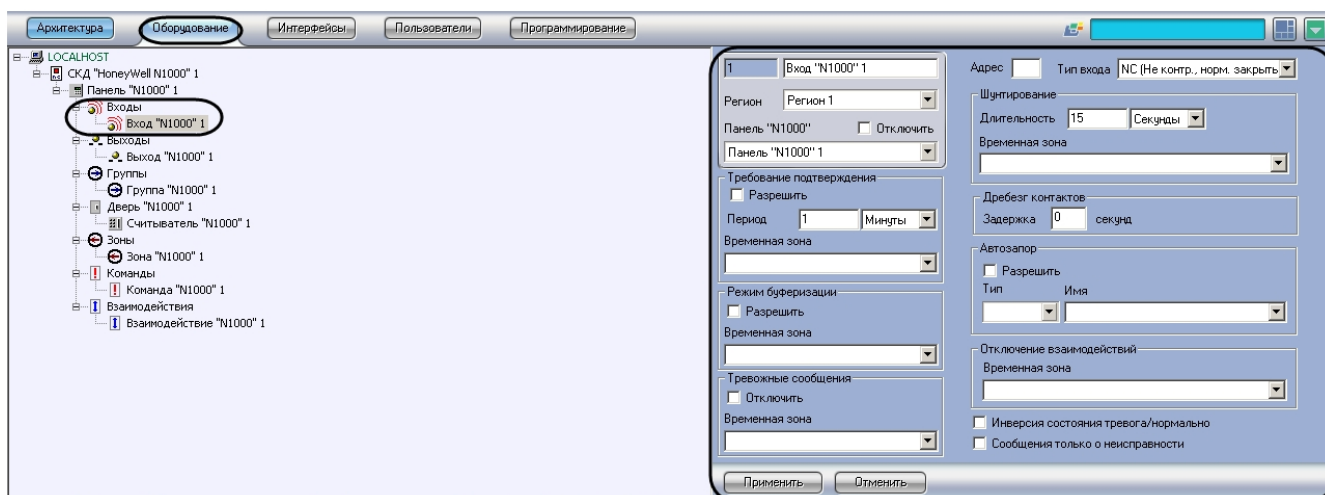 Архитектура Оборудование Интерфейсы Пользователи Программирование
LOCALHOST
СКД "HoneyWell N1000" 1
Панель "N1000" 1
Входы
Вход "N1000" 1
Выходы
Выход "N1000" 1
Группы
Группа "N1000" 1
Дверь "N1000" 1
Считыватель "N1000" 1
Зоны
Зона "N1000" 1
Команды
Команда "N1000" 1
Взаимодействия
Взаимодействие "N1000" 1
1 Вход "N1000" 1
Регион Регион 1
Панель "N1000" Отключить
Панель "N1000" 1
Требование подтверждения
Разрешить
Период 1 Минуты
Временная зона
Режим буферизации
Разрешить
Временная зона
Тревожные сообщения
Отключить
Временная зона
Адрес Тип входа NC (Не контр., норм. закрыть
Шунтирование
Длительность 15 Секунды
Временная зона
Дребезг контактов
Задержка 0 секунд
Автозапор
Разрешить
Тип Имя
Отключение взаимодействий
Временная зона
Инверсия состояния тревога/нормально
Сообщения только о неисправности
Применить Отменить